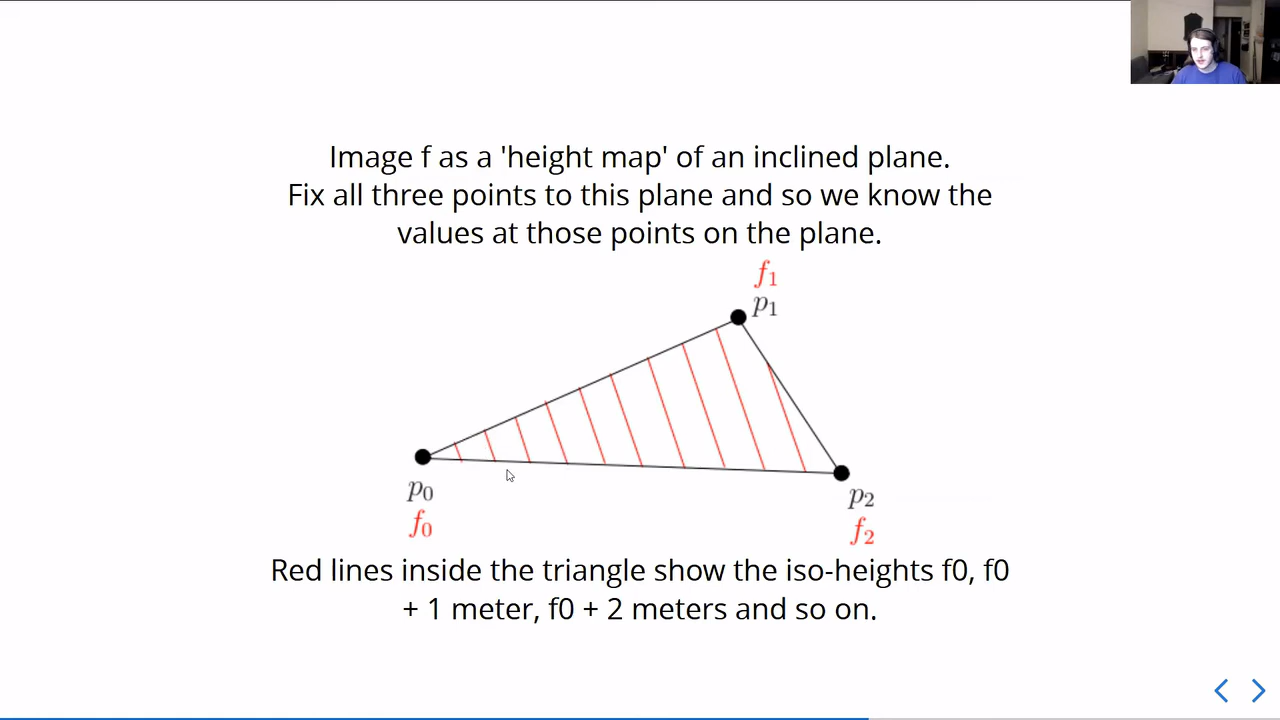 Image f as a 'height map' of an inclined plane.
Fix all three points to this plane and so we know the
values at those points on the plane.
f₁
p₁
p₀
f₀
p₂
f₂
Red lines inside the triangle show the iso-heights f0, f0
+ 1 meter, f0 + 2 meters and so on.